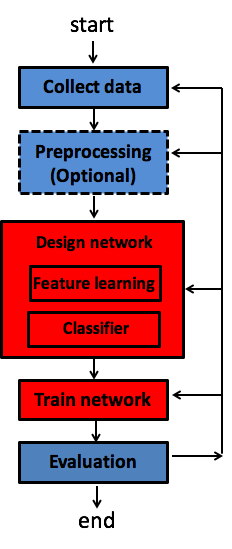 start
Collect data
Preprocessing
(Optional)
Design network
Feature learning
Classifier
Train network
Evaluation
end